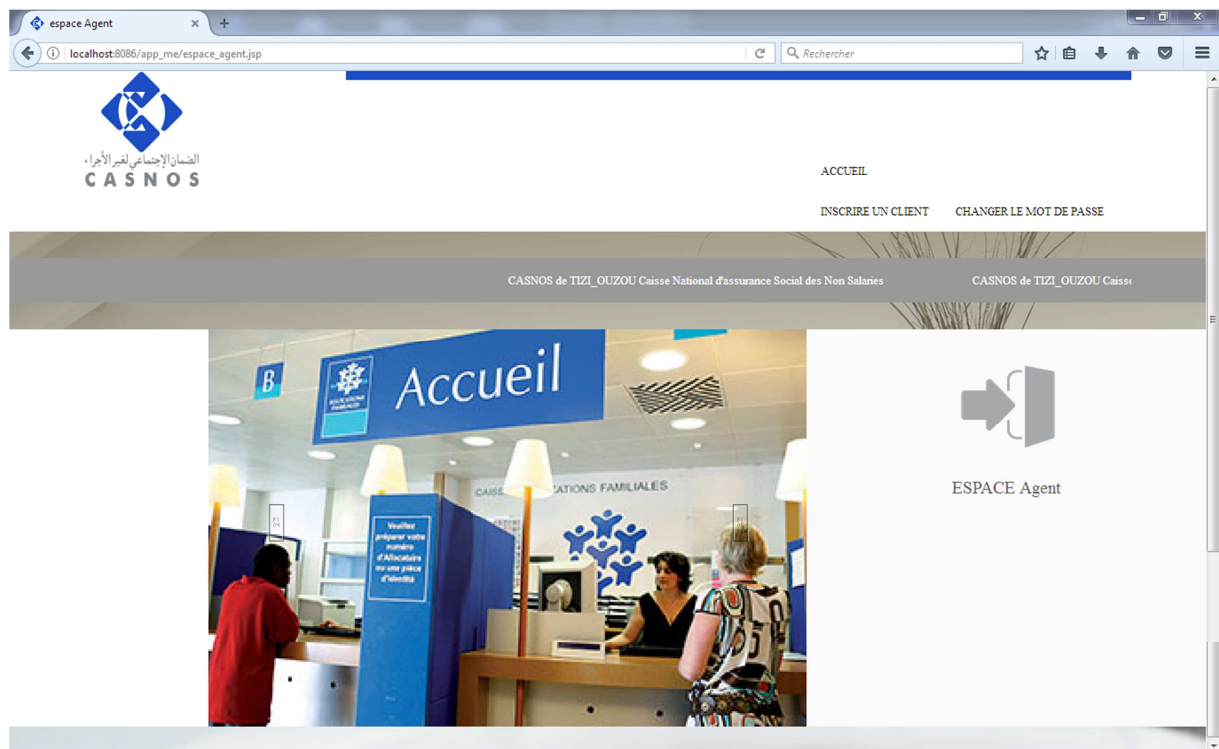 espace Agent
localhost:8086/app_me/espace_agent.jsp
Rechercher
الضمان الإجتماعي لغير الأجراء
CASNOS
ACCUEIL
INSCRIRE UN CLIENT CHANGER LE MOT DE PASSE
CASNOS de TIZI_OUZOU Caisse National d'assurance Social des Non Salaries CASNOS de TIZI_OUZOU Caisse
B
ALLOCATIONS
FAMILIALES
Accueil
CAISS ATIONS FAMILIALES
Veuillez
préparer votre
numéro
d'Allocataire
ou une pièce
d'identité
ESPACE Agent